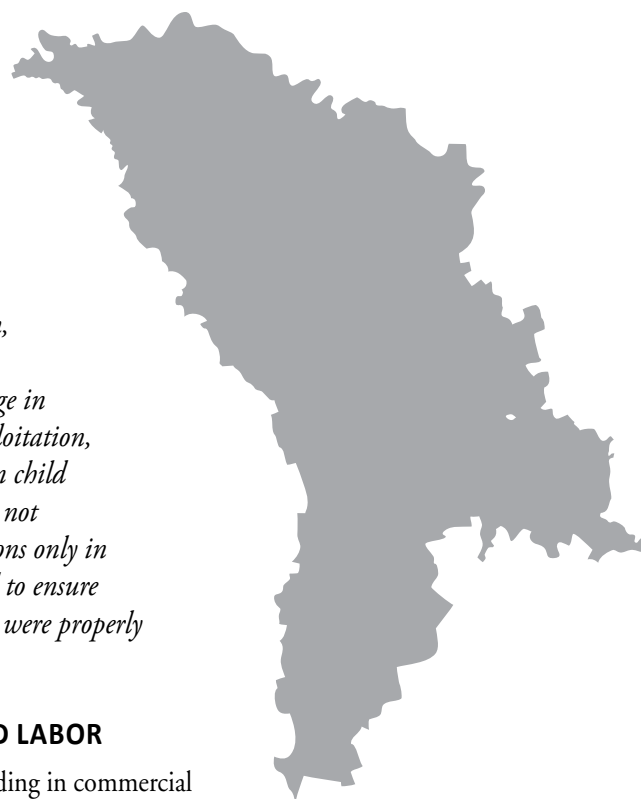 ge in
loitation,
n child
not
ons only in
to ensure
were properly
D LABOR
ding in commercial